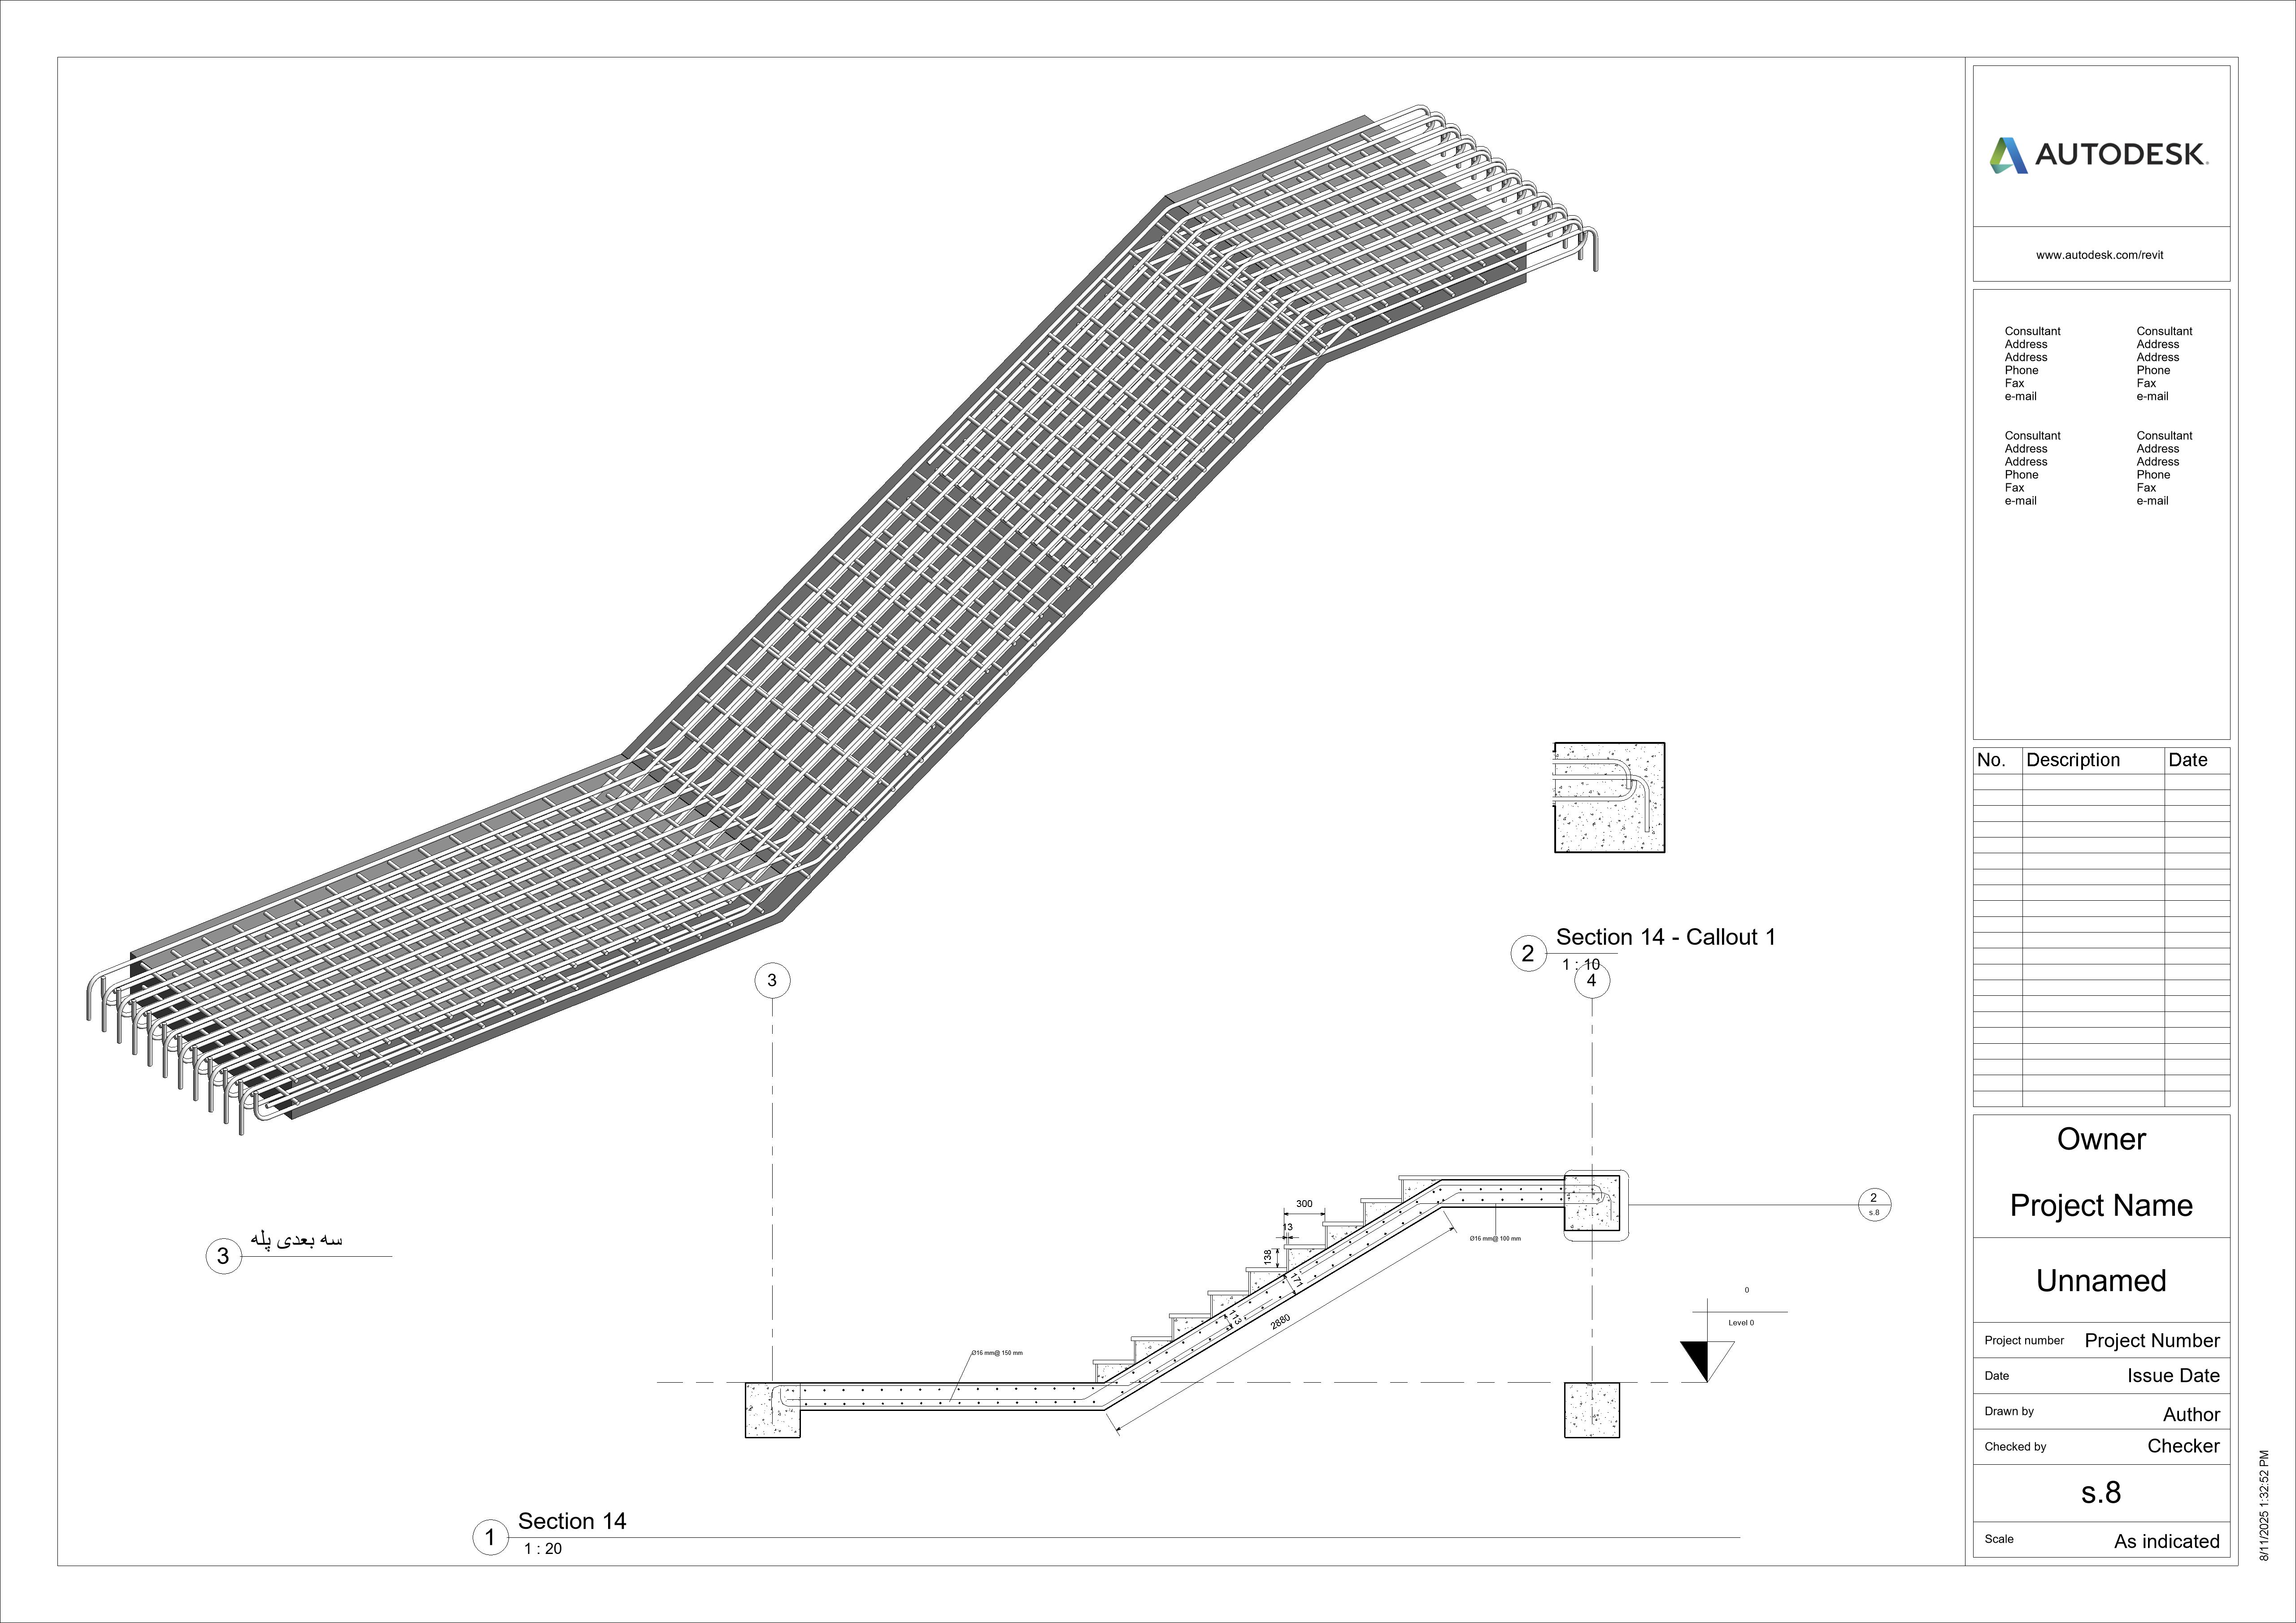 AUTODESK.
www.autodesk.com/revit
Consultant
Address
Address
Phone
Fax
e-mail
Consultant
Address
Address
Phone
Fax
e-mail
Consultant
Address
Address
Phone
Fax
e-mail
Consultant
Address
Address
Phone
Fax
e-mail
No. Description Date
Owner
Project Name
Unnamed
Project number Project Number
Date Issue Date
Drawn by Author
Checked by Checker
s.8
Scale As indicated
8/11/2025 1:32:52 PM
2 Section 14 - Callout 1
1 : 10
3
4
300
13
138
171
113
2880
Ø16 mm@ 100 mm
Ø16 mm@ 150 mm
2
s.8
0
Level 0
3 سه بعدی پله
1 Section 14
1 : 20